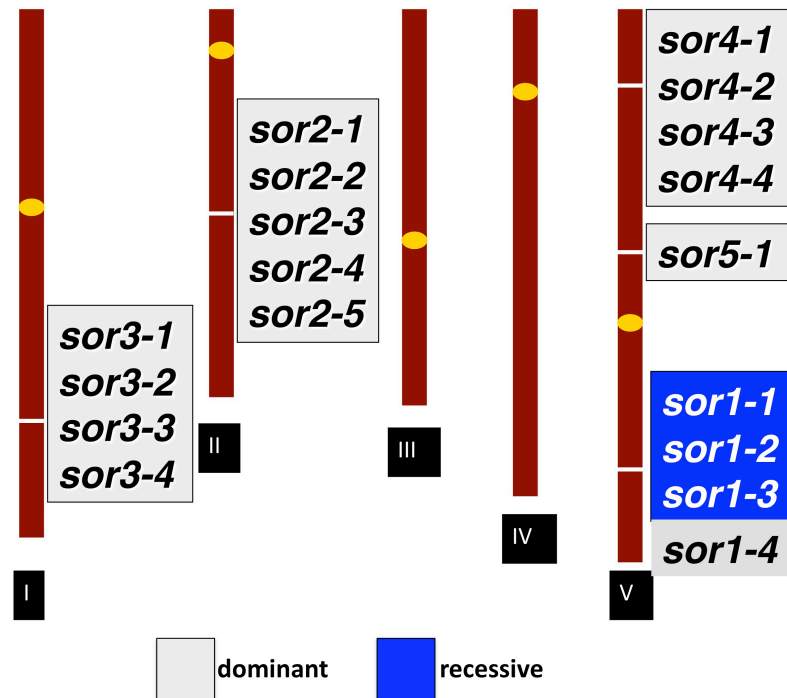 sor3-1
sor3-2
sor3-3
sor3-4
I
sor2-1
sor2-2
sor2-3
sor2-4
sor2-5
II
III
IV
sor4-1
sor4-2
sor4-3
sor4-4
sor5-1
sor1-1
sor1-2
sor1-3
sor1-4
V
dominant
recessive